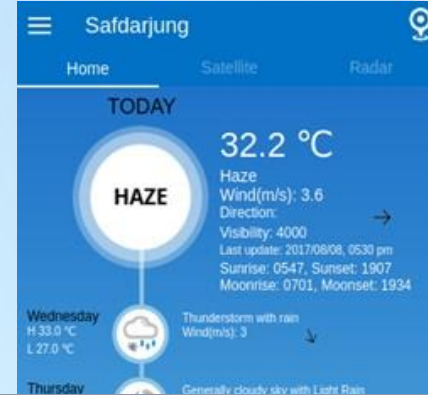 Safdarjung
Home Satellite Radar
TODAY
HAZE
32.2 °C
Haze
Wind(m/s): 3.6
Direction:
Visibility: 4000
Last update: 2017/08/08, 0530 pm
Sunrise: 0547, Sunset: 1907
Moonrise: 0701, Moonset: 1934
Wednesday
H 33.0 °C
L 27.0 °C
Thunderstorm with rain
Wind(m/s): 3
Thursday
Generally cloudy sky with Light Rain